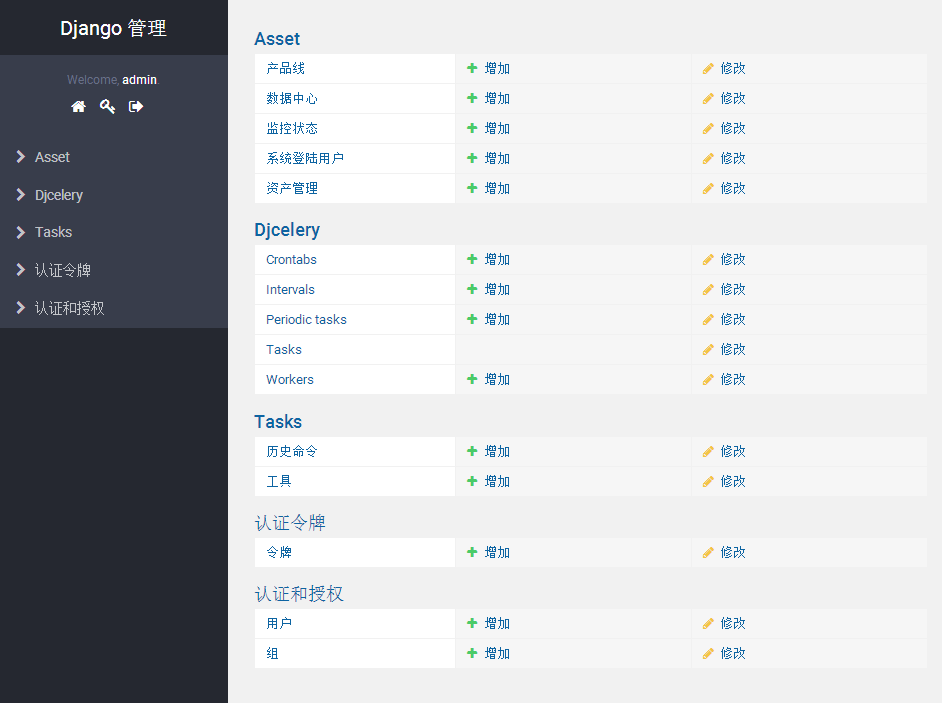 Django 管理
Welcome, admin.
Asset
Djcelery
Tasks
认证令牌
认证和授权
Asset
产品线 增加 修改
数据中心 增加 修改
监控状态 增加 修改
系统登陆用户 增加 修改
资产管理 增加 修改
Djcelery
Crontabs 增加 修改
Intervals 增加 修改
Periodic tasks 增加 修改
Tasks 修改
Workers 增加 修改
Tasks
历史命令 增加 修改
工具 增加 修改
认证令牌
令牌 增加 修改
认证和授权
用户 增加 修改
组 增加 修改